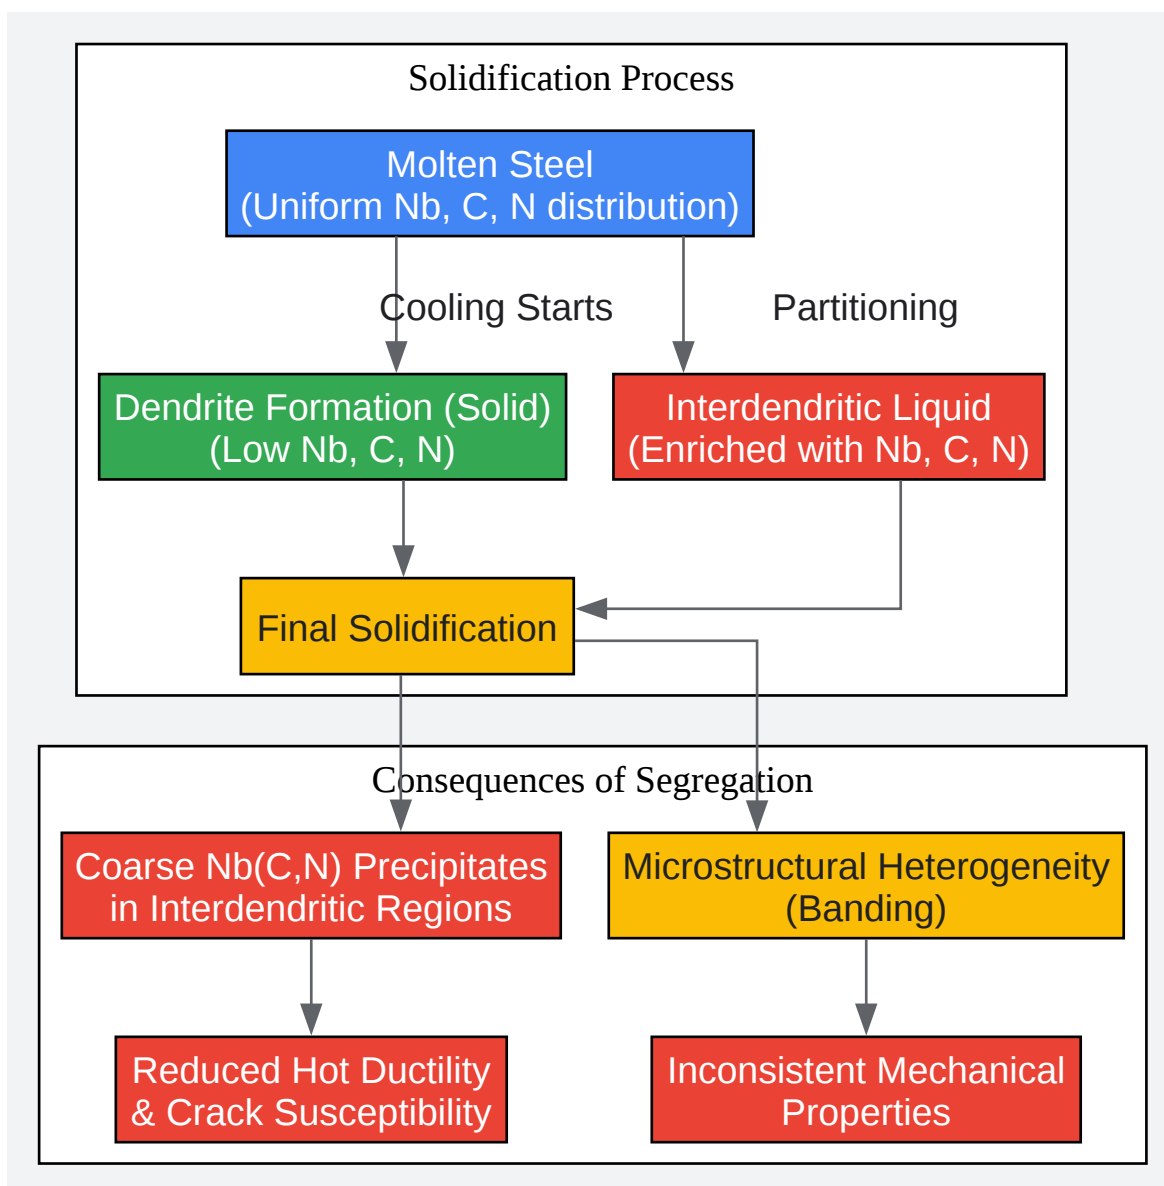 Solidification Process
Molten Steel
(Uniform Nb, C, N distribution)
Cooling Starts
Partitioning
Dendrite Formation (Solid)
(Low Nb, C, N)
Interdendritic Liquid
(Enriched with Nb, C, N)
Final Solidification
Consequences of Segregation
Coarse Nb(C,N) Precipitates
in Interdendritic Regions
Microstructural Heterogeneity
(Banding)
Reduced Hot Ductility
& Crack Susceptibility
Inconsistent Mechanical
Properties